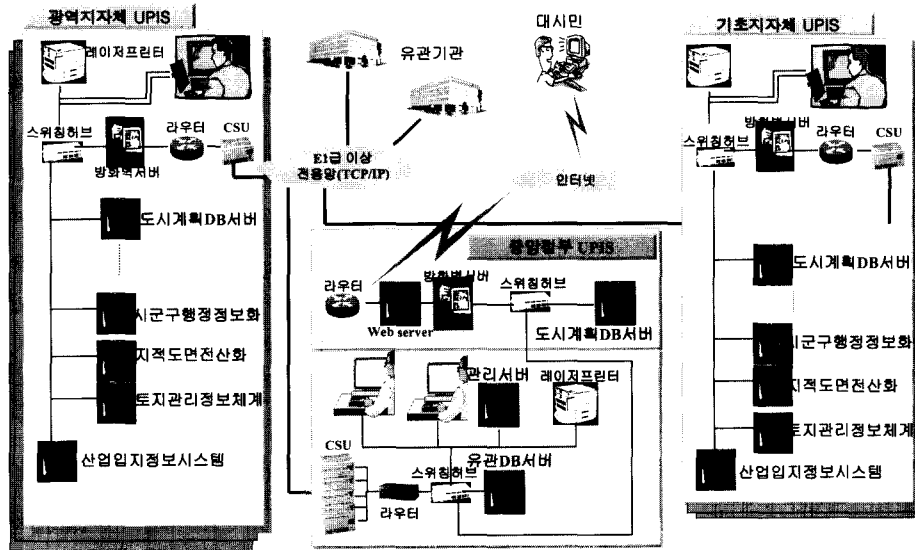 광역지자체 UPIS
레이저프린터
스위칭허브
방화벽서버
라우터
CSU
도시계획DB서버
시군구행정정보화
지적도면전산화
토지관리정보체계
산업입지정보시스템
유관기관
대시민
E1급 이상
전용망(TCP/IP)
인터넷
중앙정부 UPIS
라우터
Web server
방화벽서버
스위칭허브
도시계획DB서버
관리서버
레이저프린터
CSU
라우터
스위칭허브
유관DB서버
기초지자체 UPIS
레이저프린터
스위칭허브
방화벽서버
라우터
CSU
도시계획DB서버
시군구행정정보화
지적도면전산화
토지관리정보체계
산업입지정보시스템